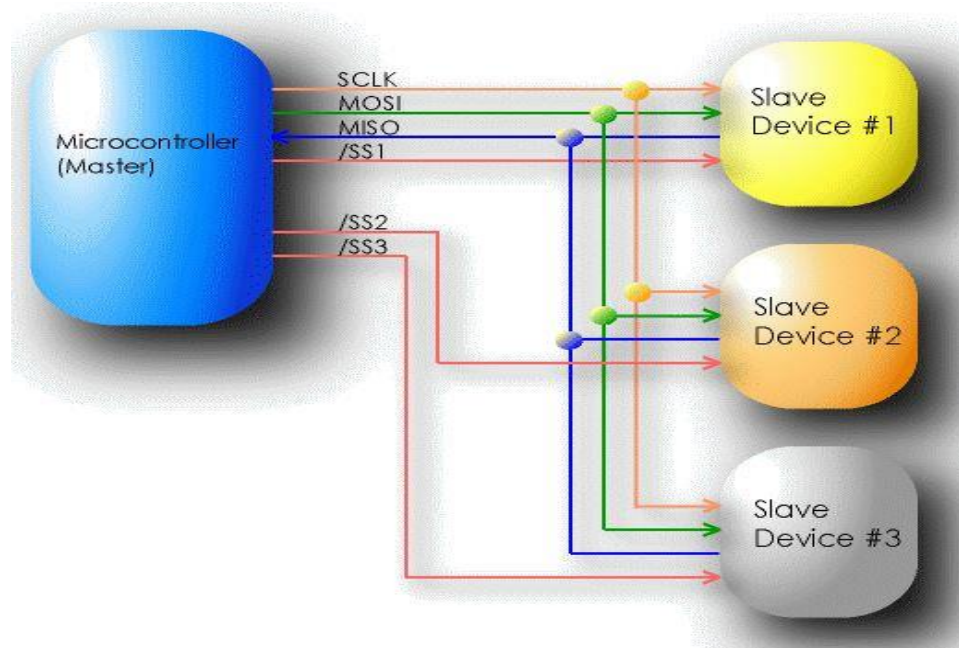 SCLK
MOSI
MISO
/SS1
Microcontroller
(Master)
/SS2
/SS3
Slave
Device #1
Slave
Device #2
Slave
Device #3